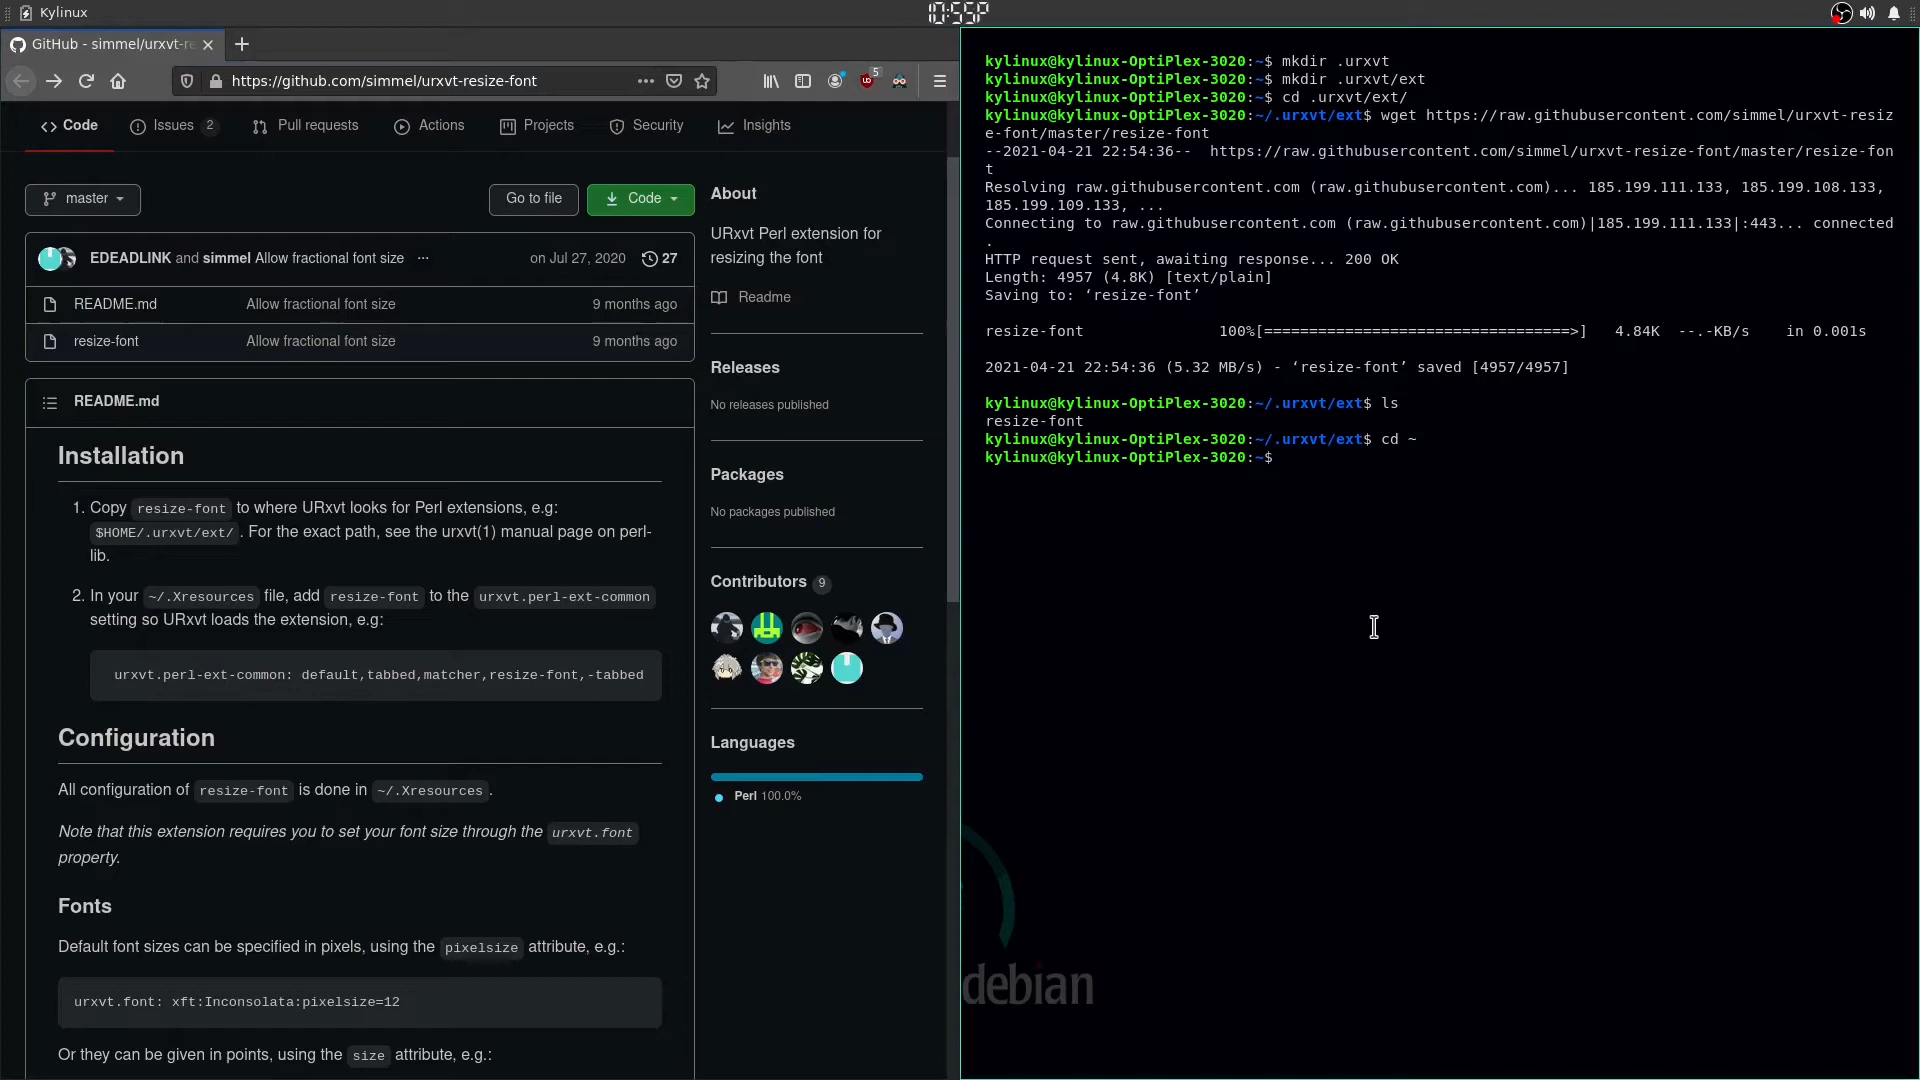 Kylinux
10:55P
GitHub - simmel/urxvt-re
https://github.com/simmel/urxvt-resize-font
5
Code
Issues 2
Pull requests
Actions
Projects
Security
Insights
master
Go to file
Code
EDEADLINK and simmel Allow fractional font size ...
on Jul 27, 2020
27
README.md Allow fractional font size 9 months ago
resize-font Allow fractional font size 9 months ago
README.md
Installation
1. Copy resize-font to where URxvt looks for Perl extensions, e.g:
$HOME/.urxvt/ext/ . For the exact path, see the urxvt(1) manual page on perl-
lib.
2. In your ~/.Xresources file, add resize-font to the urxvt.perl-ext-common
setting so URxvt loads the extension, e.g:
urxvt.perl-ext-common: default,tabbed,matcher,resize-font,-tabbed
Configuration
All configuration of resize-font is done in ~/.Xresources .
Note that this extension requires you to set your font size through the urxvt.font
property.
Fonts
Default font sizes can be specified in pixels, using the pixelsize attribute, e.g.:
urxvt.font: xft:Inconsolata:pixelsize=12
Or they can be given in points, using the size attribute, e.g.:
About
URxvt Perl extension for
resizing the font
Readme
Releases
No releases published
Packages
No packages published
Contributors 9
Languages
Perl 100.0%
kylinux@kylinux-OptiPlex-3020:~$ mkdir .urxvt
kylinux@kylinux-OptiPlex-3020:~$ mkdir .urxvt/ext
kylinux@kylinux-OptiPlex-3020:~$ cd .urxvt/ext/
kylinux@kylinux-OptiPlex-3020:~/.urxvt/ext$ wget https://raw.githubusercontent.com/simmel/urxvt-resiz
e-font/master/resize-font
--2021-04-21 22:54:36--  https://raw.githubusercontent.com/simmel/urxvt-resize-font/master/resize-fon
t
Resolving raw.githubusercontent.com (raw.githubusercontent.com)... 185.199.111.133, 185.199.108.133,
185.199.109.133, ...
Connecting to raw.githubusercontent.com (raw.githubusercontent.com)|185.199.111.133|:443... connected
.
HTTP request sent, awaiting response... 200 OK
Length: 4957 (4.8K) [text/plain]
Saving to: ‘resize-font’
resize-font 100%[==================================>] 4.84K --.-KB/s in 0.001s
2021-04-21 22:54:36 (5.32 MB/s) - ‘resize-font’ saved [4957/4957]
kylinux@kylinux-OptiPlex-3020:~/.urxvt/ext$ ls
resize-font
kylinux@kylinux-OptiPlex-3020:~/.urxvt/ext$ cd ~
kylinux@kylinux-OptiPlex-3020:~$
debian